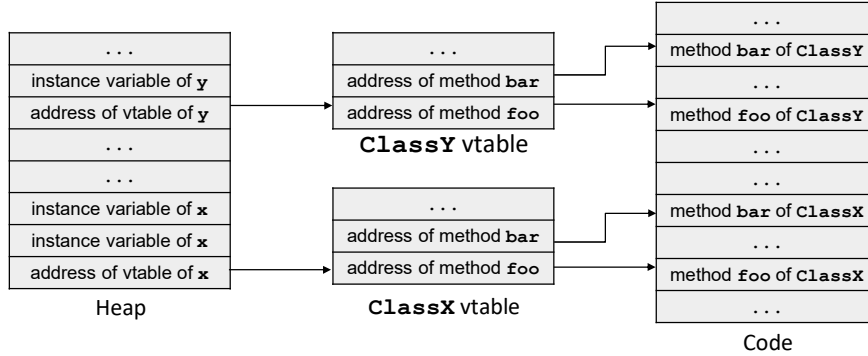 ...
instance variable of y
address of vtable of y
...
...
instance variable of x
instance variable of x
address of vtable of x
Heap
...
address of method bar
address of method foo
ClassY vtable
...
address of method bar
address of method foo
ClassX vtable
...
method bar of ClassY
...
method foo of ClassY
...
...
method bar of ClassX
...
method foo of ClassX
...
Code